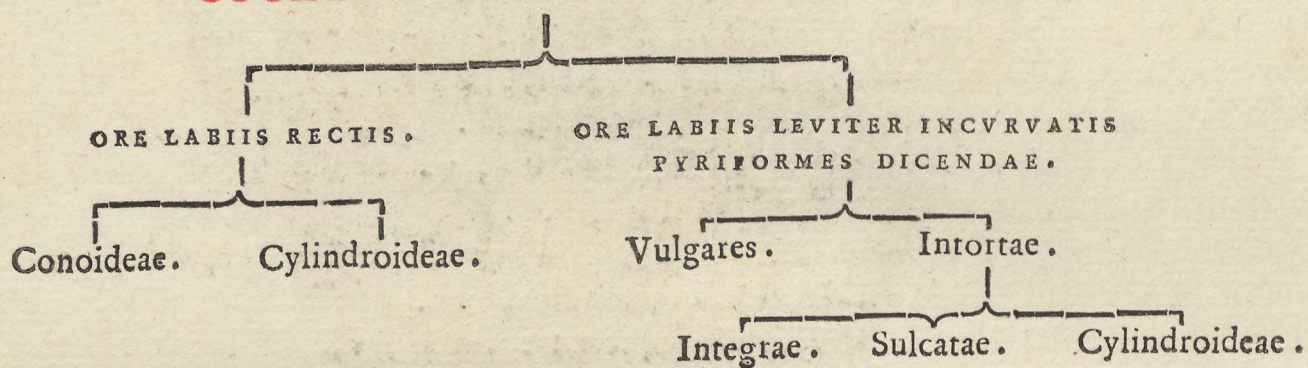 ORE LABIIS RECTIS.
ORE LABIIS LEVITER INCVRVATIS
PYRIFORMES DICENDAE.
Conoideae. Cylindroideae.
Vulgares. Intortae.
Integrae. Sulcatae. Cylindroideae.